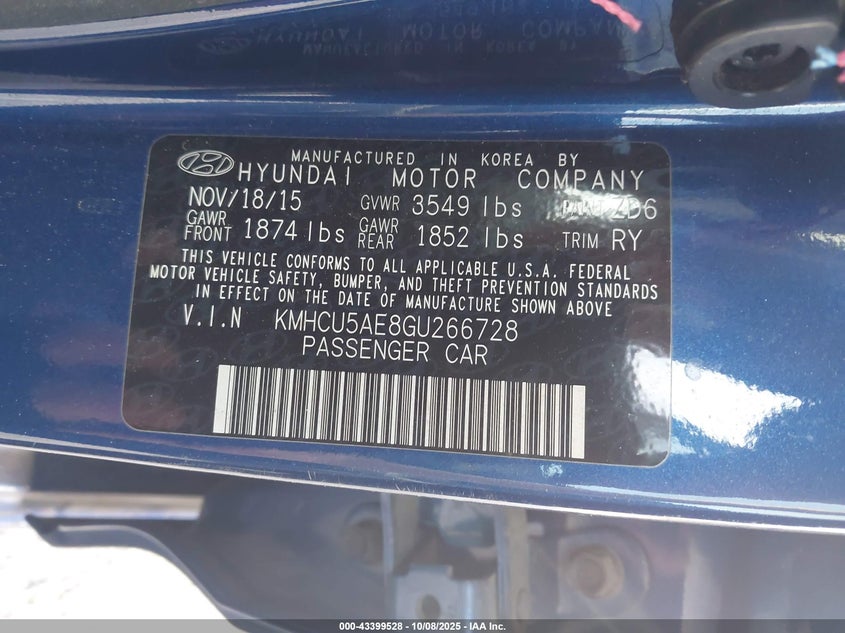 MANUFACTURED IN KOREA BY
HYUNDAI MOTOR COMPANY
NOV/18/15 GVWR 3549 lbs PAINT ZD6
GAWR FRONT 1874 lbs GAWR REAR 1852 lbs TRIM RY
THIS VEHICLE CONFORMS TO ALL APPLICABLE U.S.A. FEDERAL
MOTOR VEHICLE SAFETY, BUMPER, AND THEFT PREVENTION STANDARDS
IN EFFECT ON THE DATE OF MANUFACTURE SHOWN ABOVE
V.I.N KMHCU5AE8GU266728
PASSENGER CAR
000-43399528 - 10/08/2025 - IAA Inc.